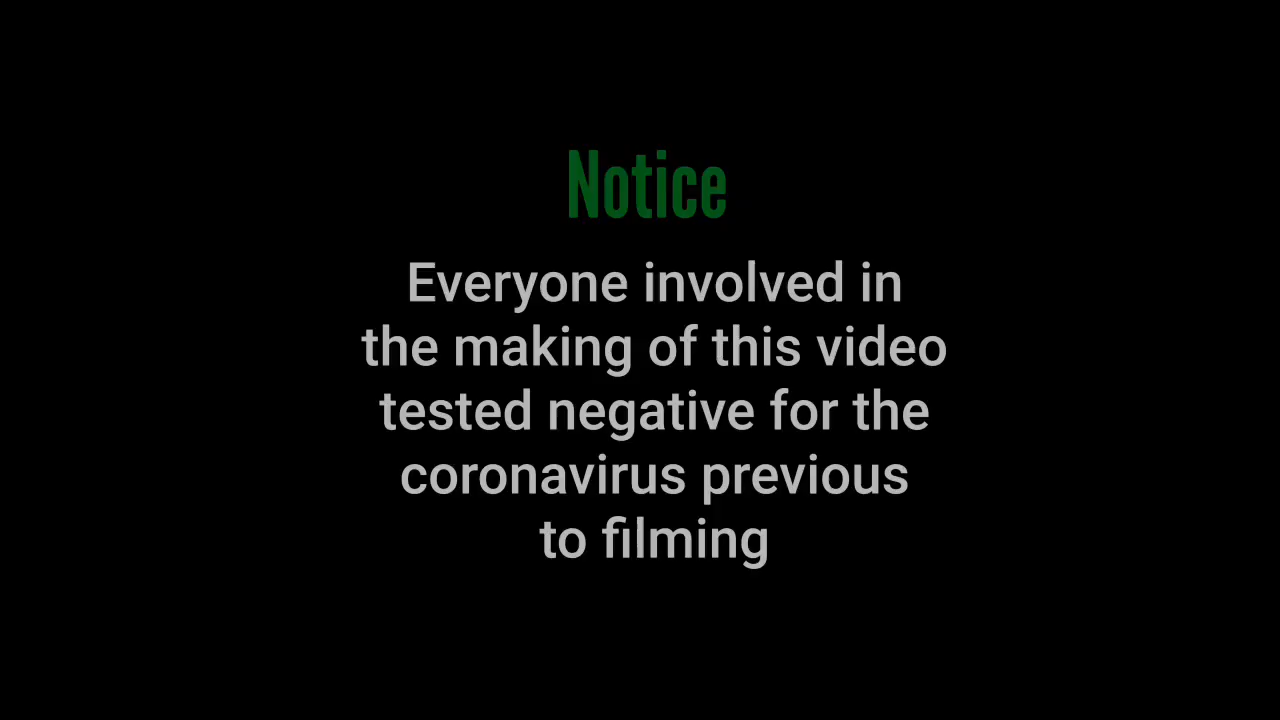 Notice
Everyone involved in
the making of this video
tested negative for the
coronavirus previous
to filming